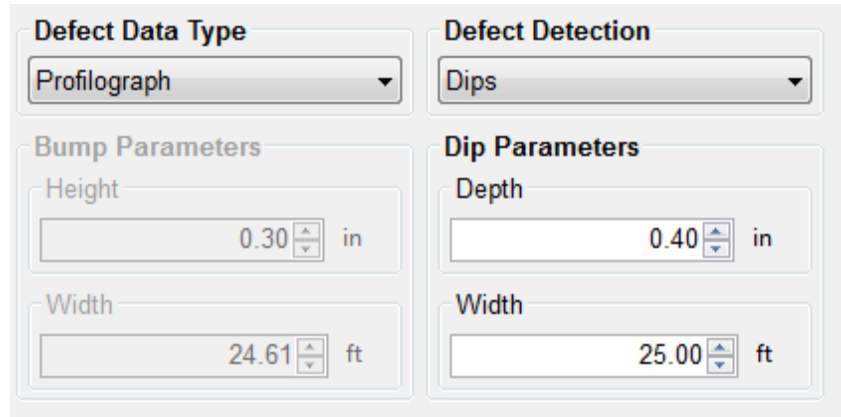 Defect Data Type
Profilograph
Defect Detection
Dips
Bump Parameters
Height
0.30 in
Width
24.61 ft
Dip Parameters
Depth
0.40 in
Width
25.00 ft